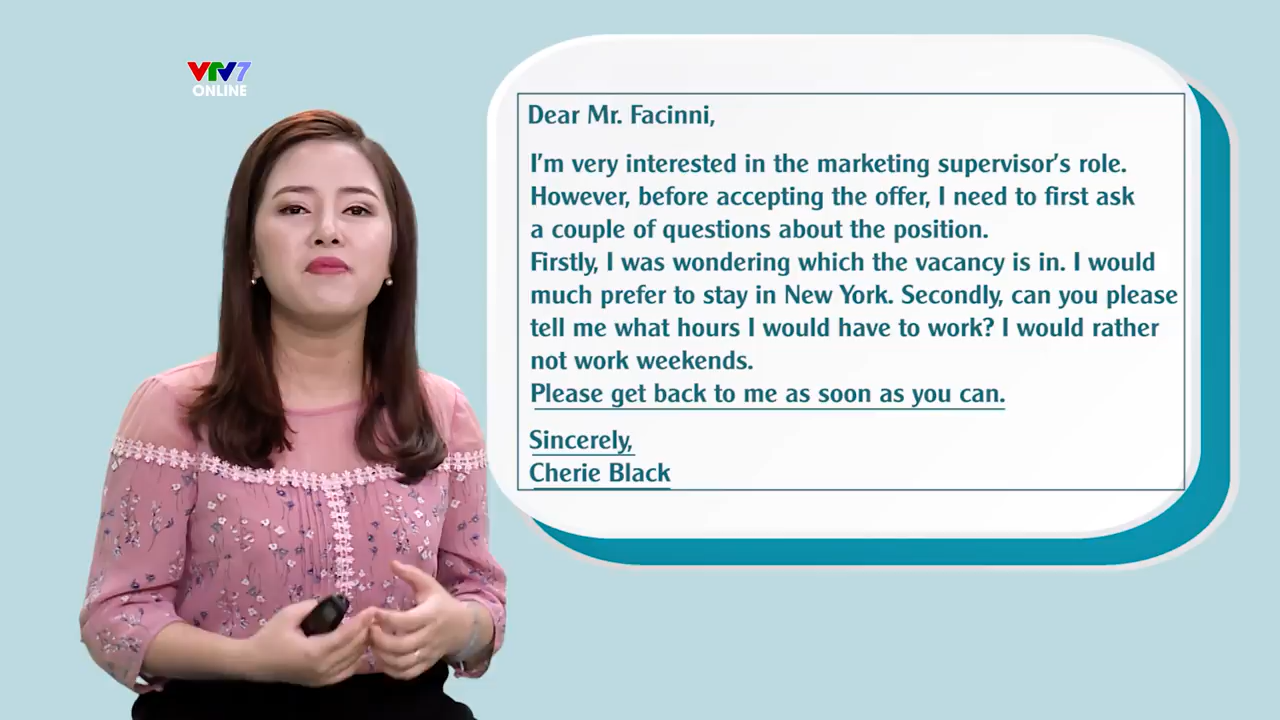 VTV7
ONLINE
Dear Mr. Facinni,
I'm very interested in the marketing supervisor's role.
However, before accepting the offer, I need to first ask
a couple of questions about the position.
Firstly, I was wondering which the vacancy is in. I would
much prefer to stay in New York. Secondly, can you please
tell me what hours I would have to work? I would rather
not work weekends.
Please get back to me as soon as you can.
Sincerely,
Cherie Black